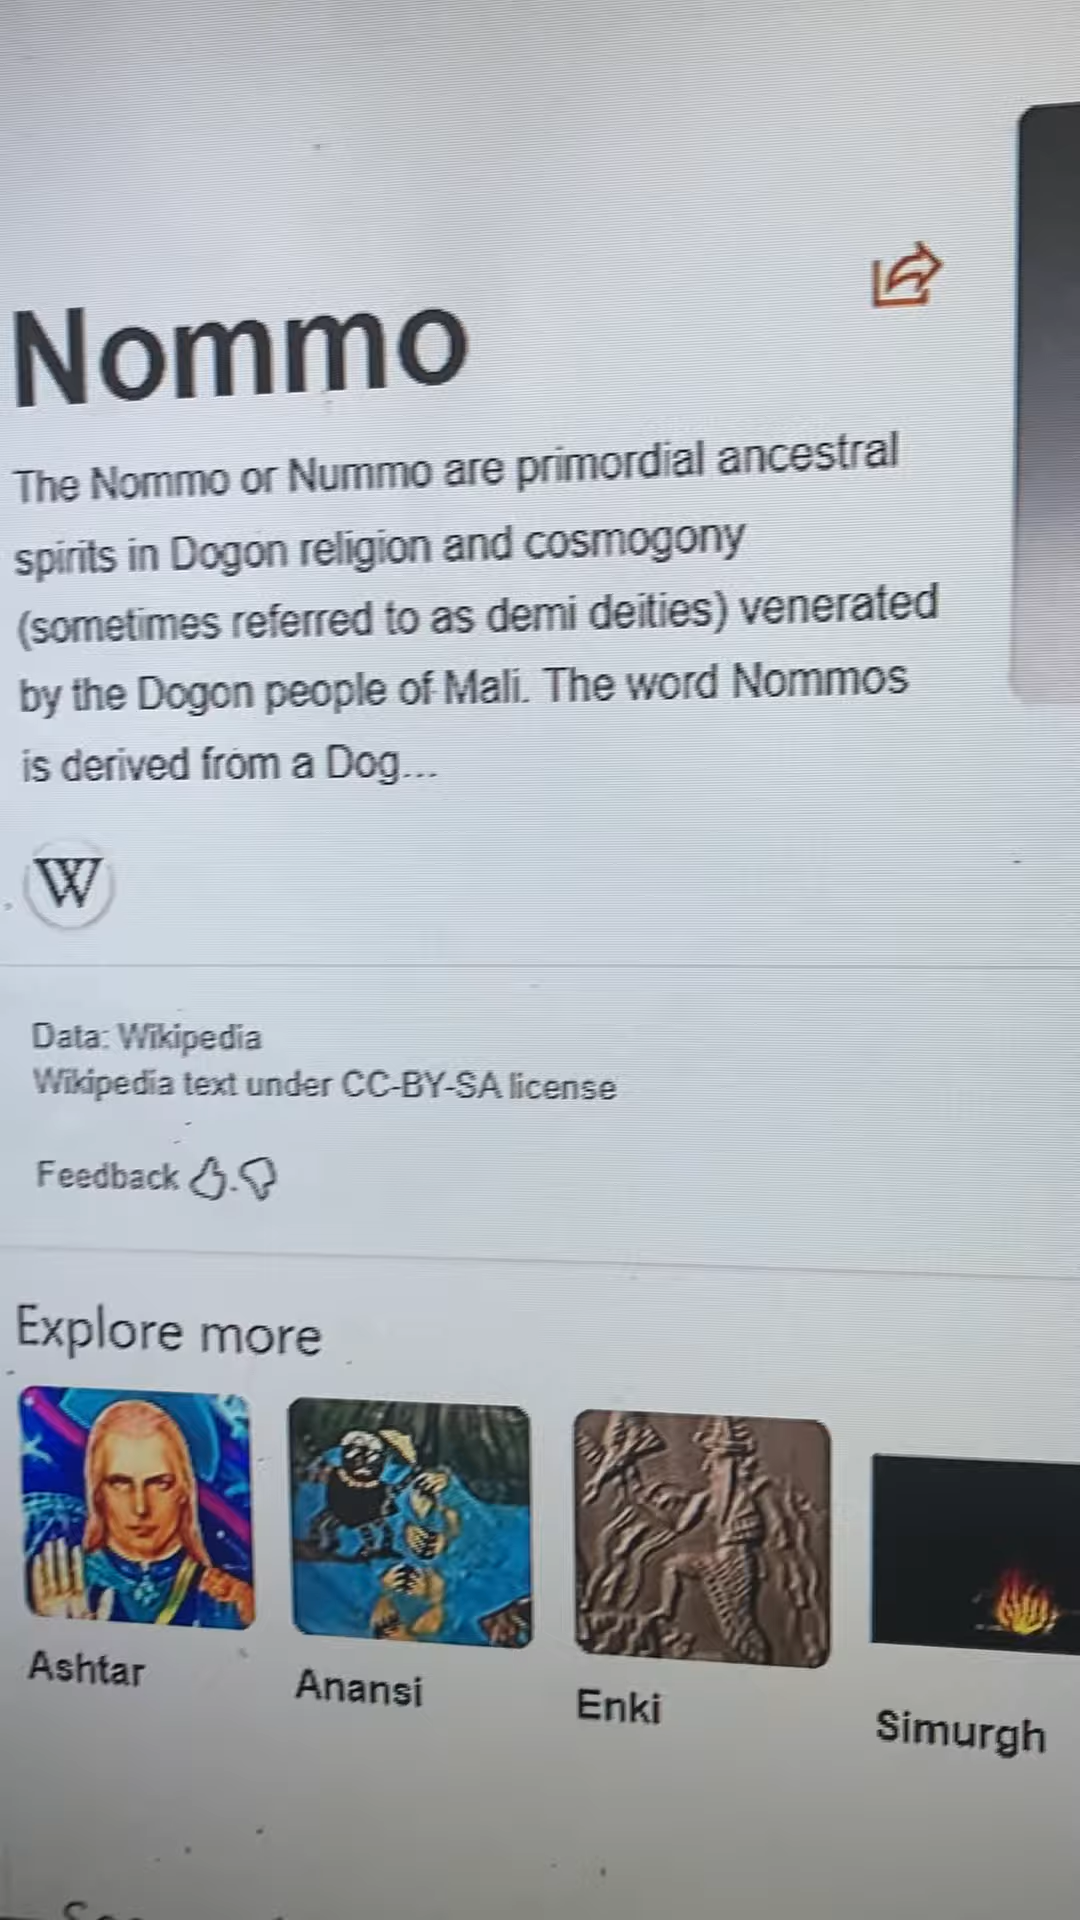 Nommo
The Nommo or Nummo are primordial ancestral
spirits in Dogon religion and cosmogony
(sometimes referred to as demi deities) venerated
by the Dogon people of Mali. The word Nommos
is derived from a Dog...
W
Data: Wikipedia
Wikipedia text under CC-BY-SA license
Feedback
Explore more
Ashtar
Anansi
Enki
Simurgh